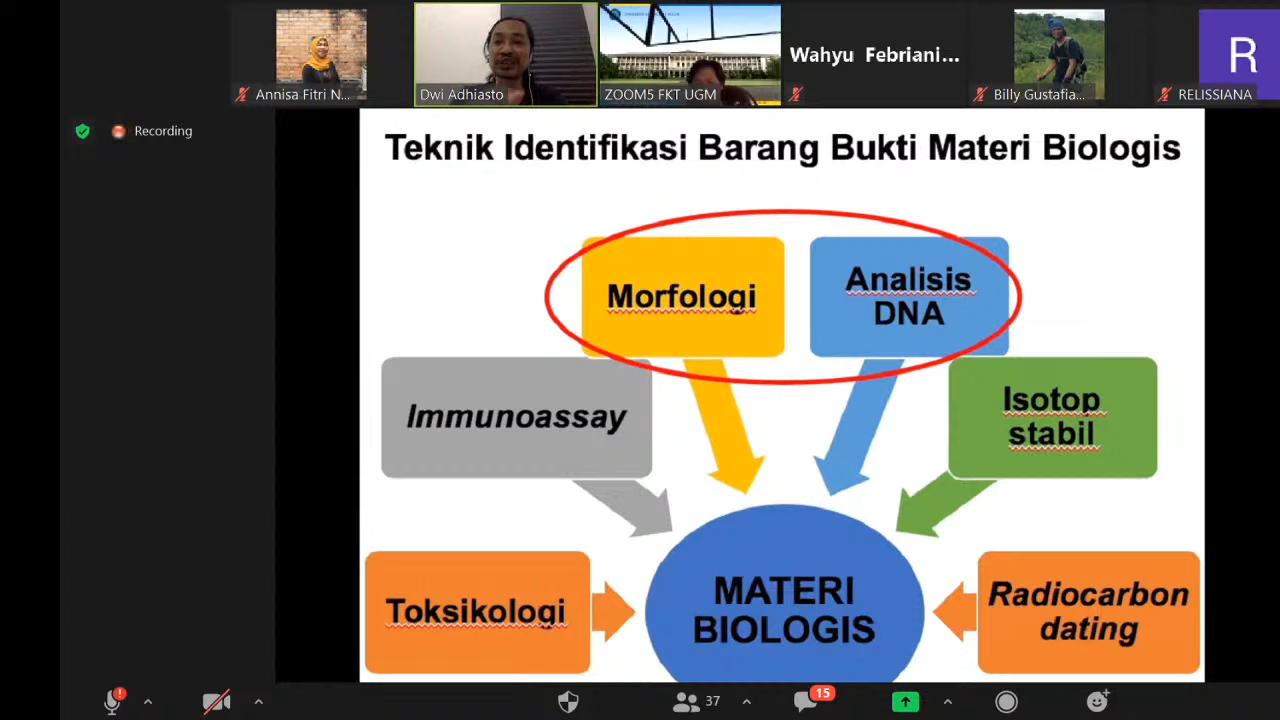 Annisa Fitri N...
Dwi Adhiasto
ZOOM5 FKT UGM
Wahyu Febriani...
Billy Gustafia...
R
RELISSIANA
Recording
Teknik Identifikasi Barang Bukti Materi Biologis
Morfologi
Analisis
DNA
Immunoassay
Isotop
stabil
Toksikologi
MATERI
BIOLOGIS
Radiocarbon
dating
!
37
15